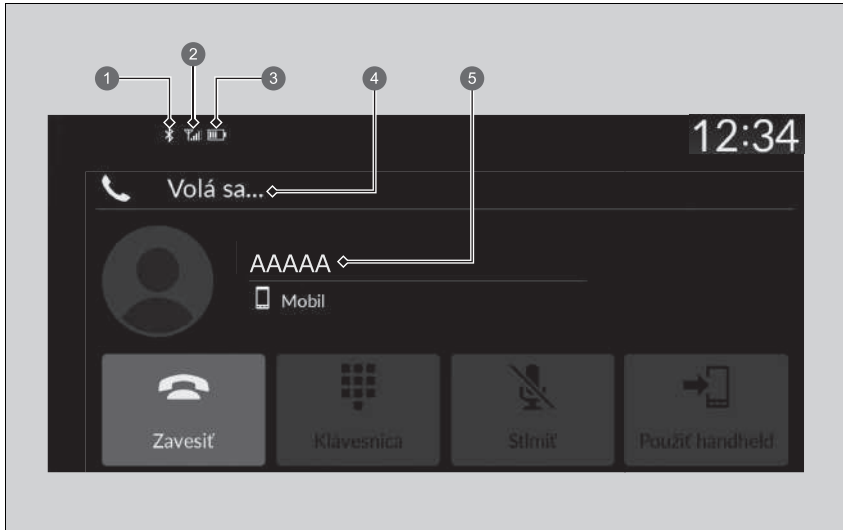 1
2
3
4
5
12:34
Volá sa...
AAAAA
Mobil
Zavesiť
Klávesnica
Stlmiť
Použiť handheld